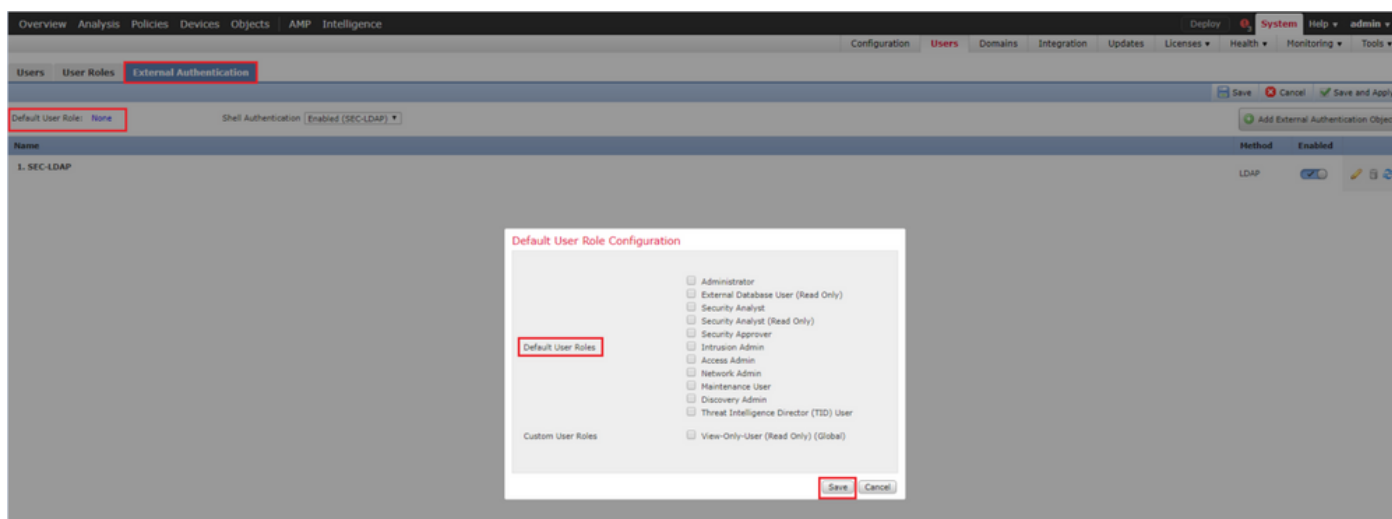 Overview Analysis Policies Devices Objects AMP Intelligence Deploy System Help admin
Configuration Users Domains Integration Updates Licenses Health Monitoring Tools
Users User Roles External Authentication
Save Cancel Save and Apply
Default User Role: None Shell Authentication Enabled (SEC-LDAP) Add External Authentication Objec
Name Method Enabled
1. SEC-LDAP LDAP
Default User Role Configuration
Default User Roles
Administrator
External Database User (Read Only)
Security Analyst
Security Analyst (Read Only)
Security Approver
Intrusion Admin
Access Admin
Network Admin
Maintenance User
Discovery Admin
Threat Intelligence Director (TID) User
Custom User Roles View-Only-User (Read Only) (Global)
Save Cancel